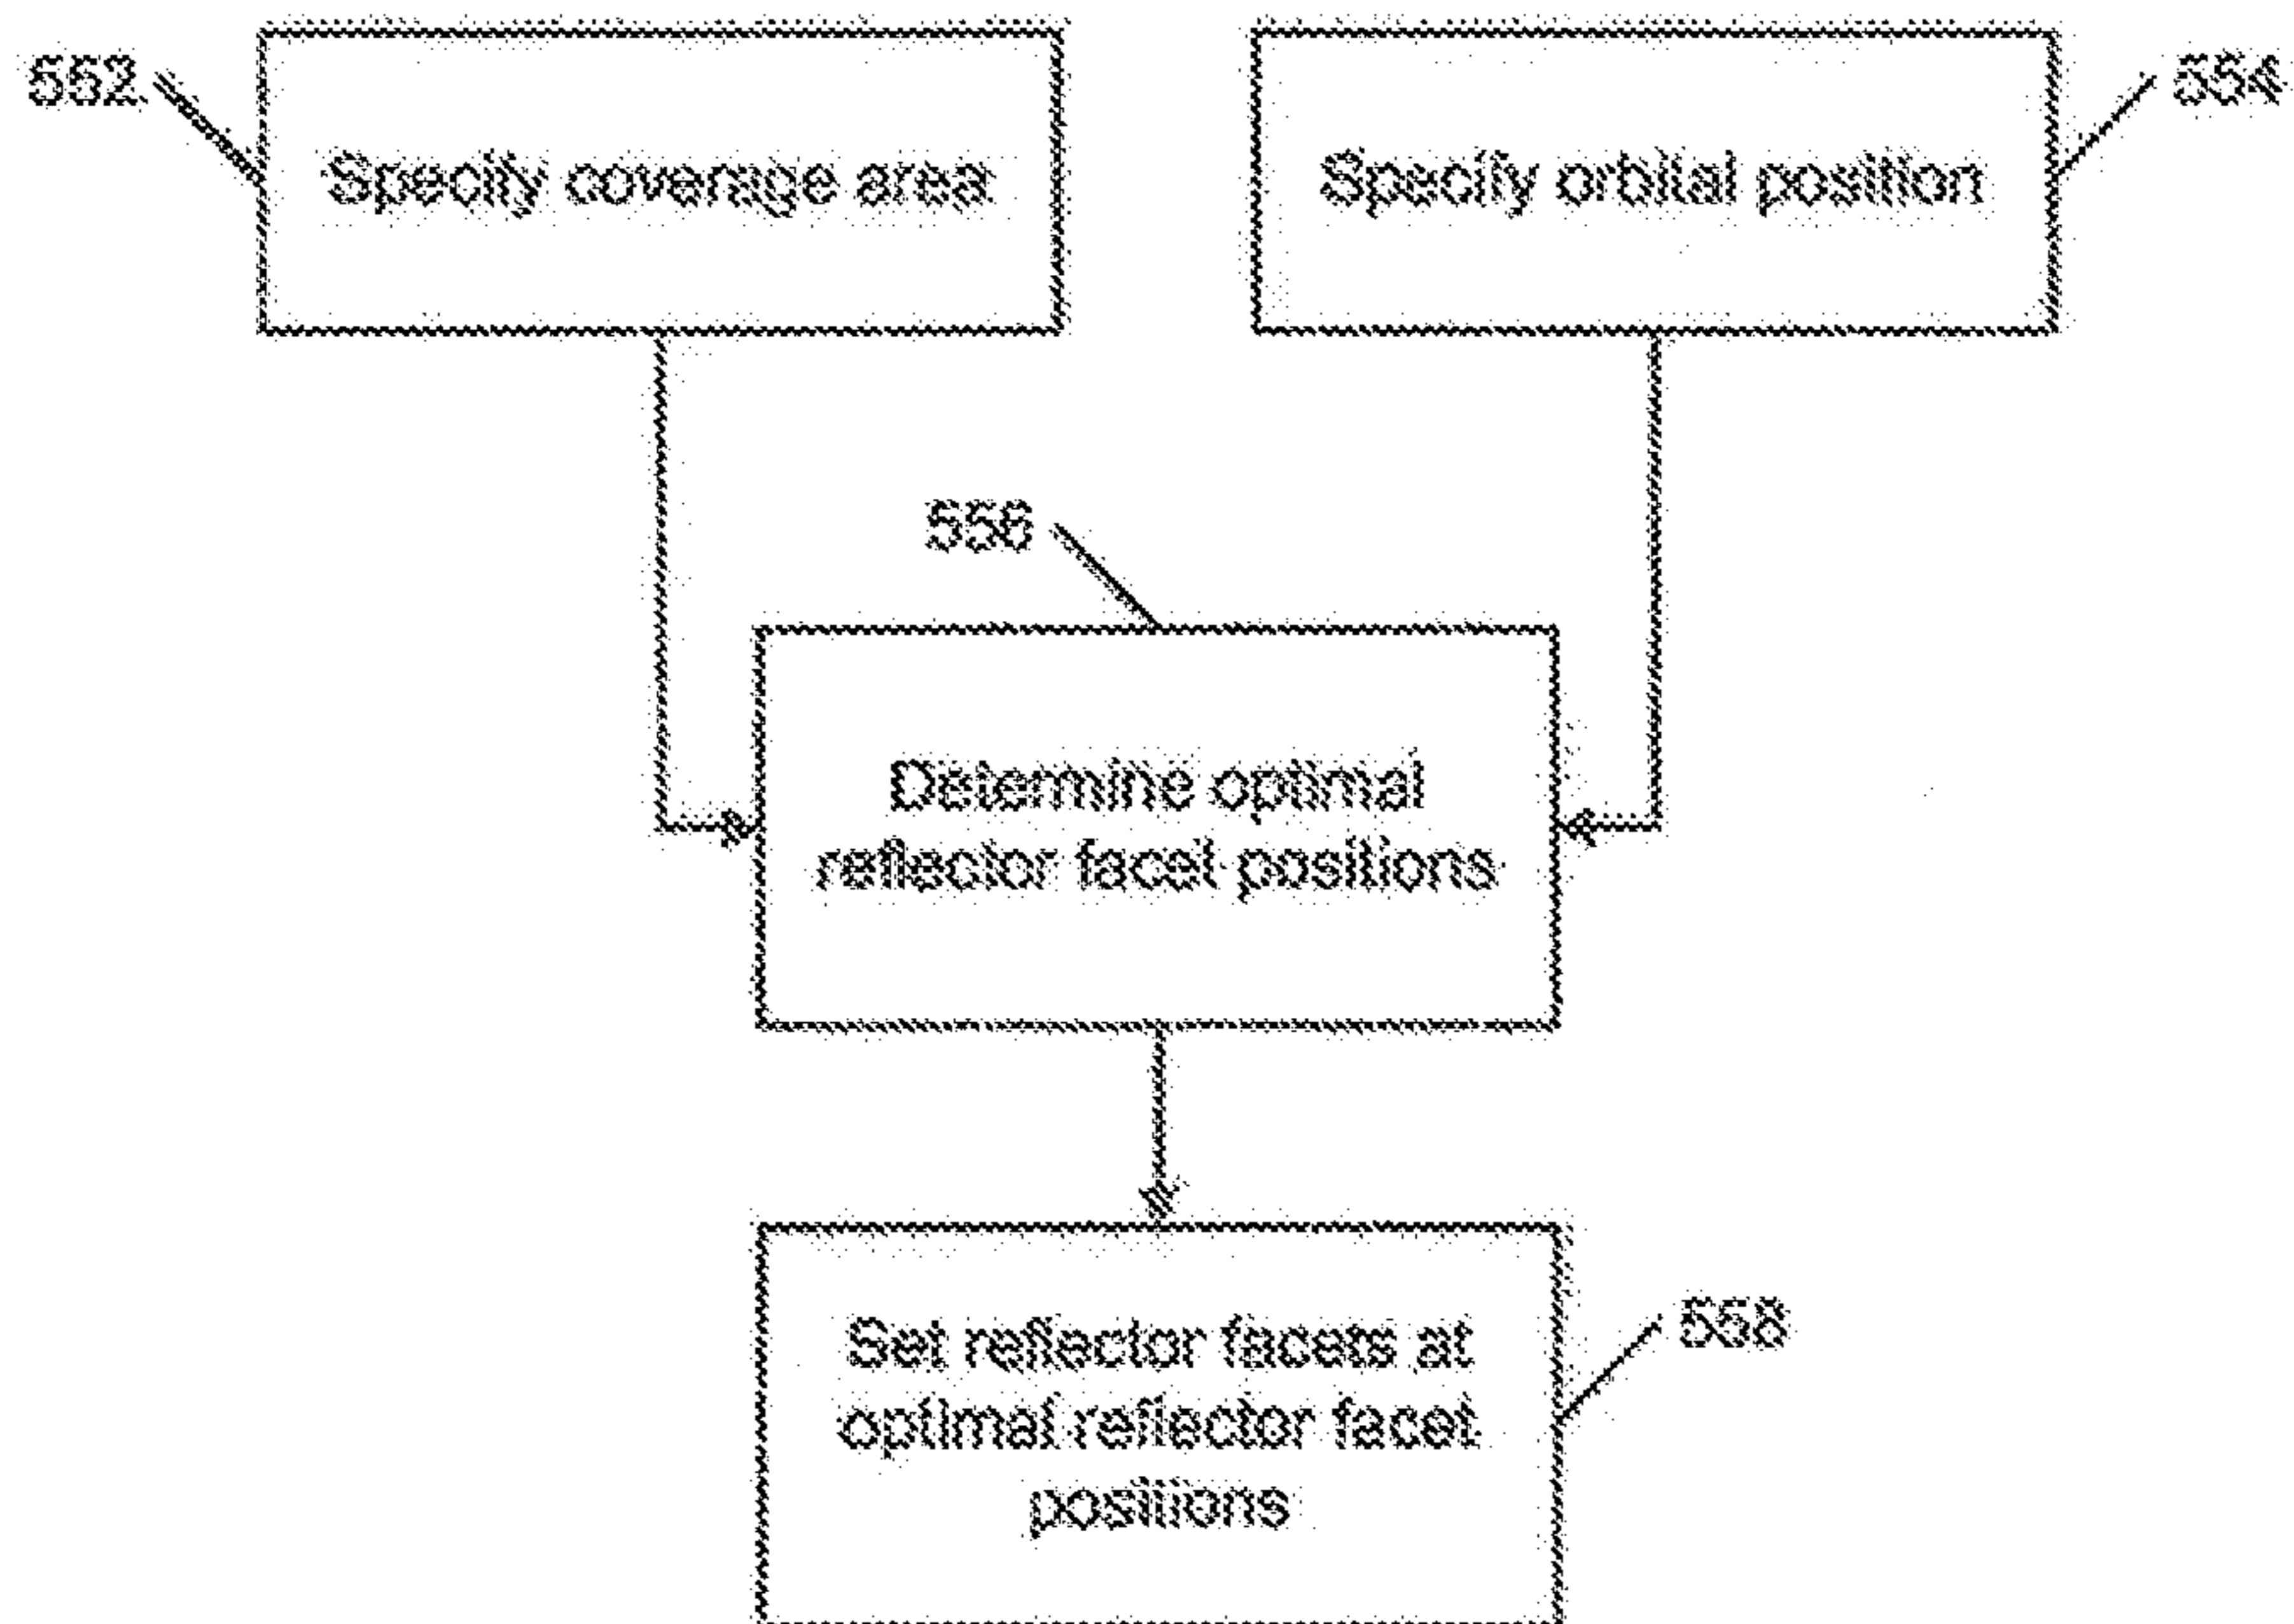 552
Specify coverage area
Specify orbital position
554
556
Determine optimal
reflector facet positions
Set reflector facets at
optimal reflector facet
positions
558